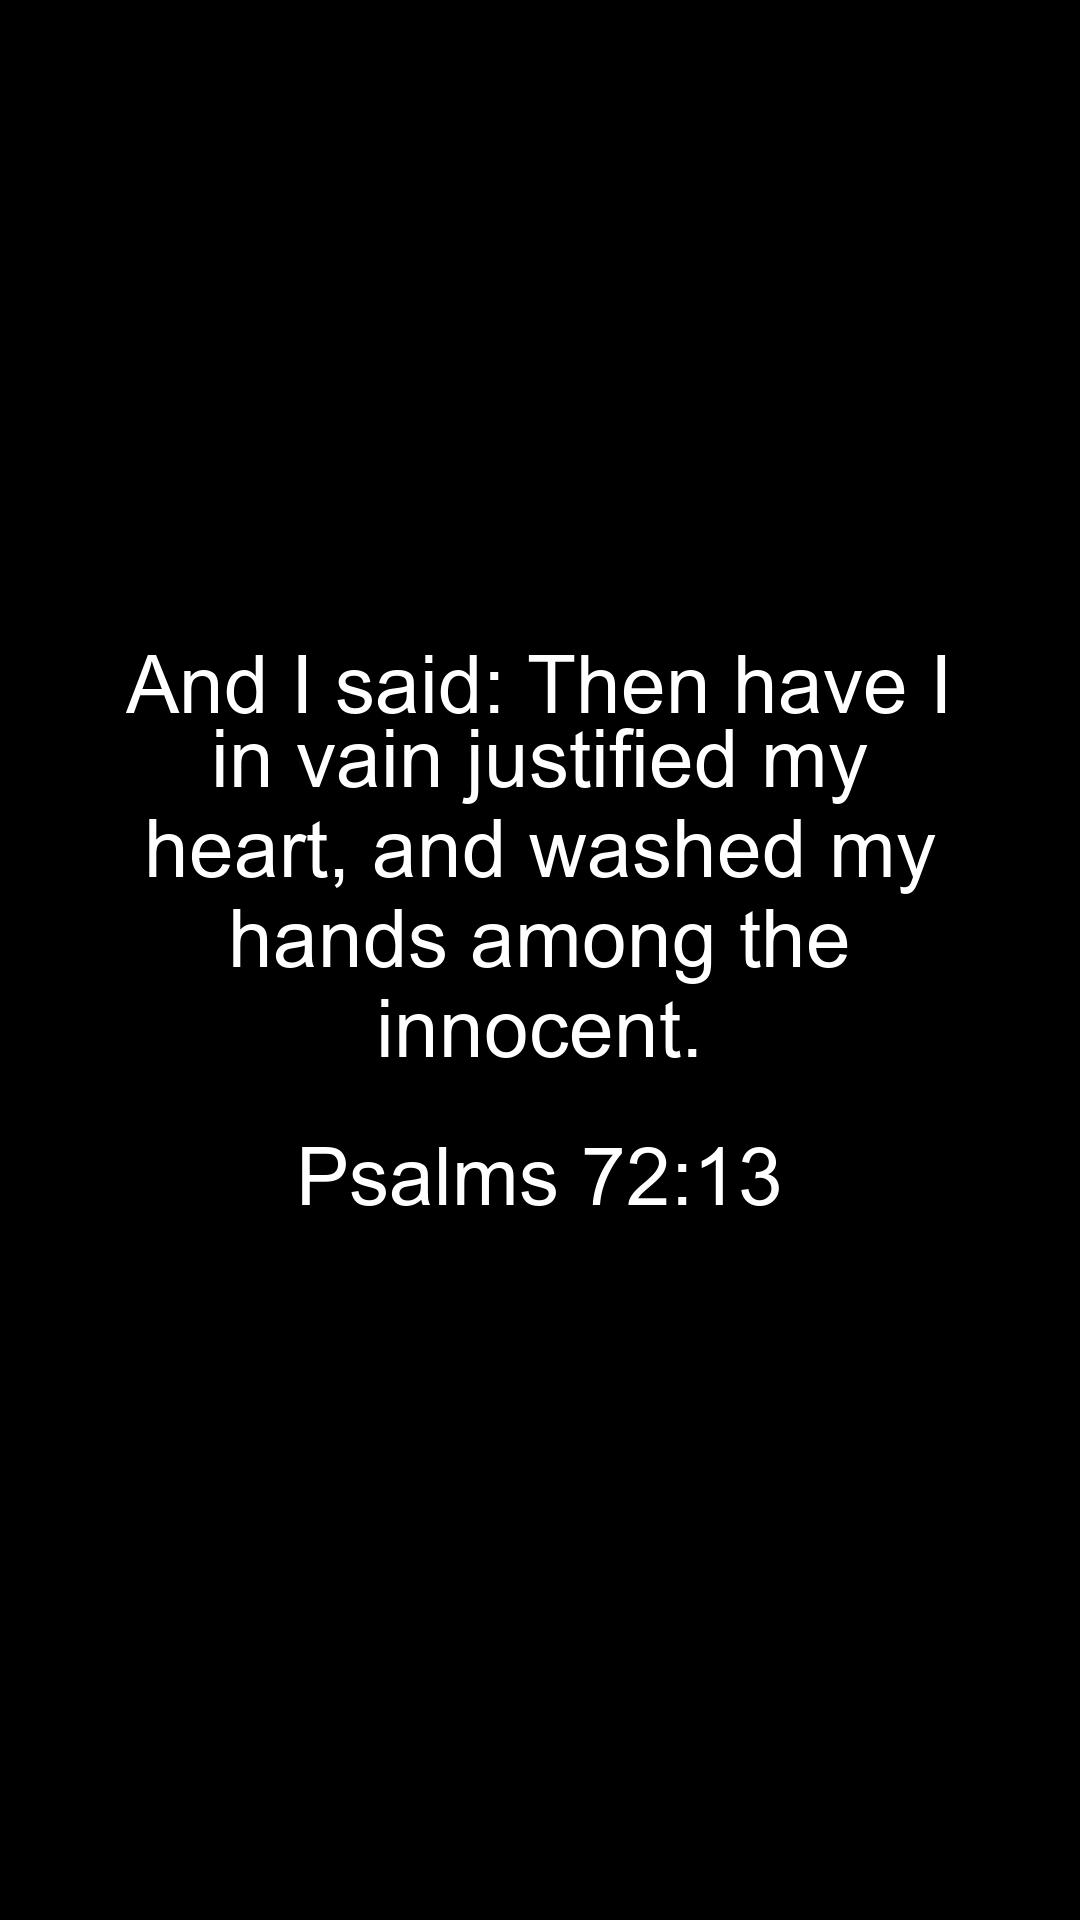 And I said: Then have I
in vain justified my
heart, and washed my
hands among the
innocent.
Psalms 72:13